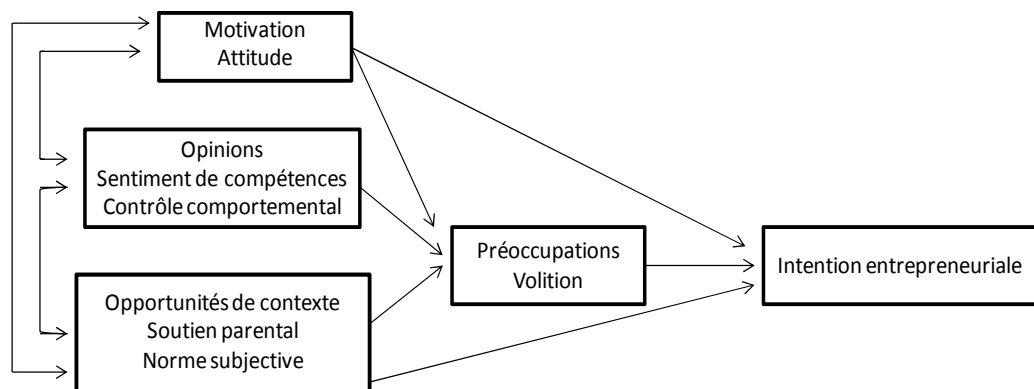 Motivation
Attitude
Opinions
Sentiment de compétences
Contrôle comportemental
Opportunités de contexte
Soutien parental
Norme subjective
Préoccupations
Volition
Intention entrepreneuriale